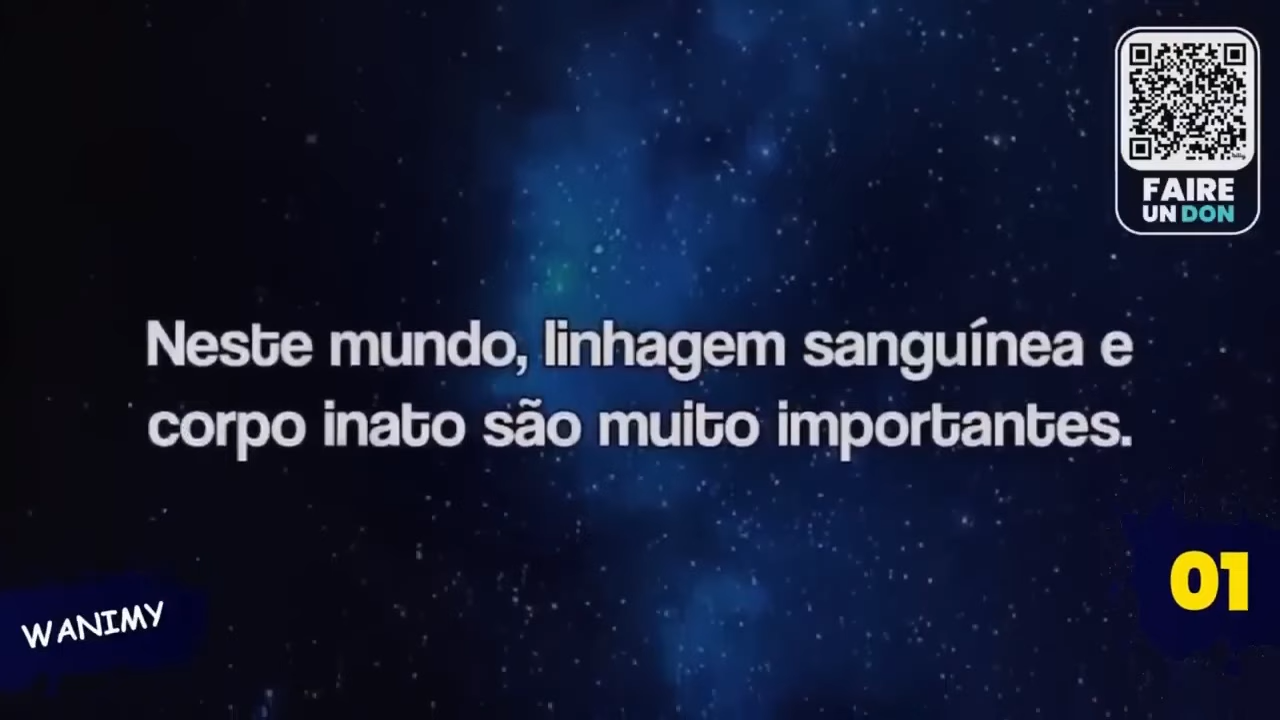 FAIRE
UN DON
Neste mundo, linhagem sanguínea e
corpo inato são muito importantes.
01
WANIMY